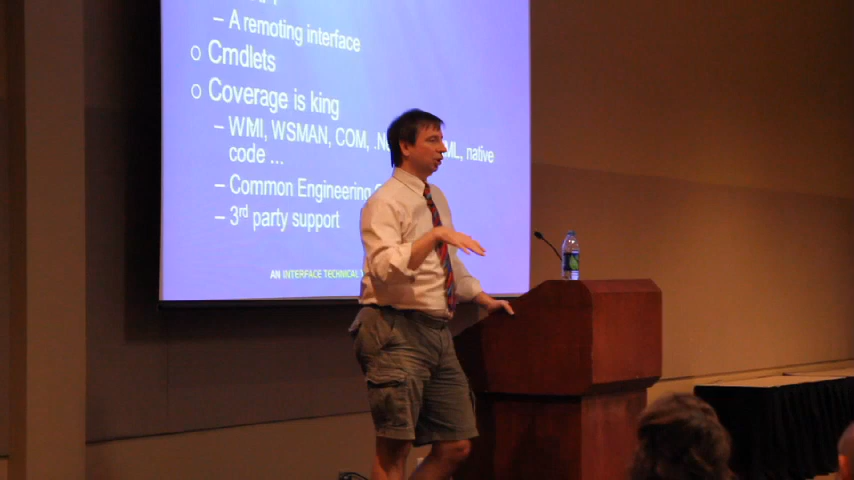 – A remoting interface
o Cmdlets
o Coverage is king
– WMI, WSMAN, COM, native
code ...
– Common Engineering
– 3rd party support
AN INTERFACE TECHNICAL